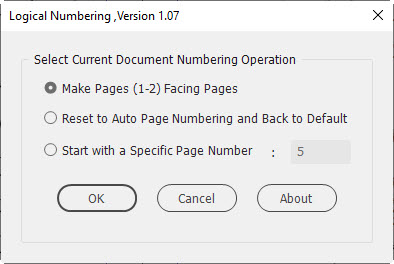 Logical Numbering ,Version 1.07
Select Current Document Numbering Operation
Make Pages (1-2) Facing Pages
Reset to Auto Page Numbering and Back to Default
Start with a Specific Page Number : 5
OK Cancel About